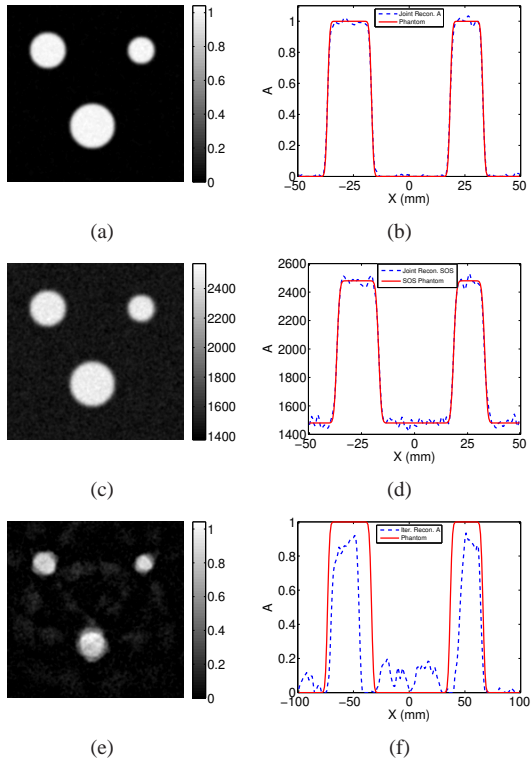 1
0.8
0.6
0.4
0.2
0
(a)
1
0.8
0.6
0.4
0.2
0
A
Joint Recon. A
Phantom
−50 −25 0 25 50
X (mm)
(b)
2400
2200
2000
1800
1600
1400
(c)
2600
2400
2200
2000
1800
1600
1400
A
Joint Recon. SOS
SOS Phantom
−50 −25 0 25 50
X (mm)
(d)
1
0.8
0.6
0.4
0.2
0
(e)
1
0.8
0.6
0.4
0.2
0
A
Iter. Recon. A
Phantom
−100 −50 0 50 100
X (mm)
(f)